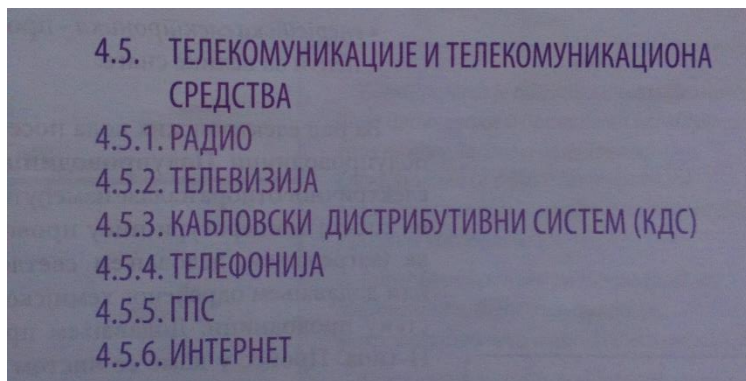 4.5. ТЕЛЕКОМУНИКАЦИЈЕ И ТЕЛЕКОМУНИКАЦИОНА
СРЕДСТВА
4.5.1. РАДИО
4.5.2. ТЕЛЕВИЗИЈА
4.5.3. КАБЛОВСКИ ДИСТРИБУТИВНИ СИСТЕМ (КДС)
4.5.4. ТЕЛЕФОНИЈА
4.5.5. ГПС
4.5.6. ИНТЕРНЕТ